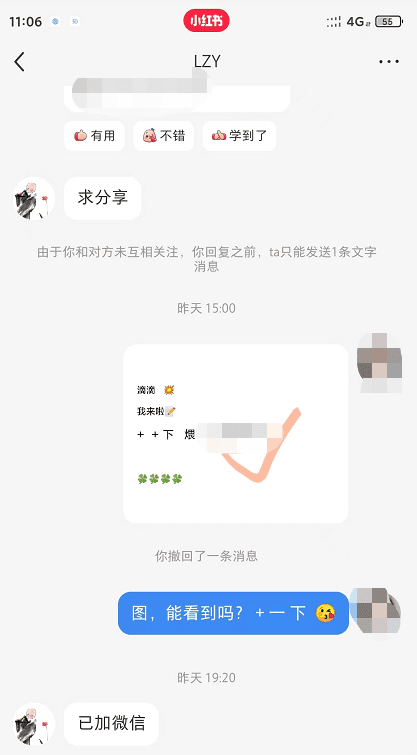 11:06
小红书
4G
55
LZY
有用
不错
学到了
求分享
由于你和对方未互相关注，你回复之前，ta只能发送1条文字
消息
昨天 15:00
滴滴 💥
我来啦📝
+ +下 煨
🍀🍀🍀🍀
你撤回了一条消息
图，能看到吗？+一下 😘
昨天 19:20
已加微信